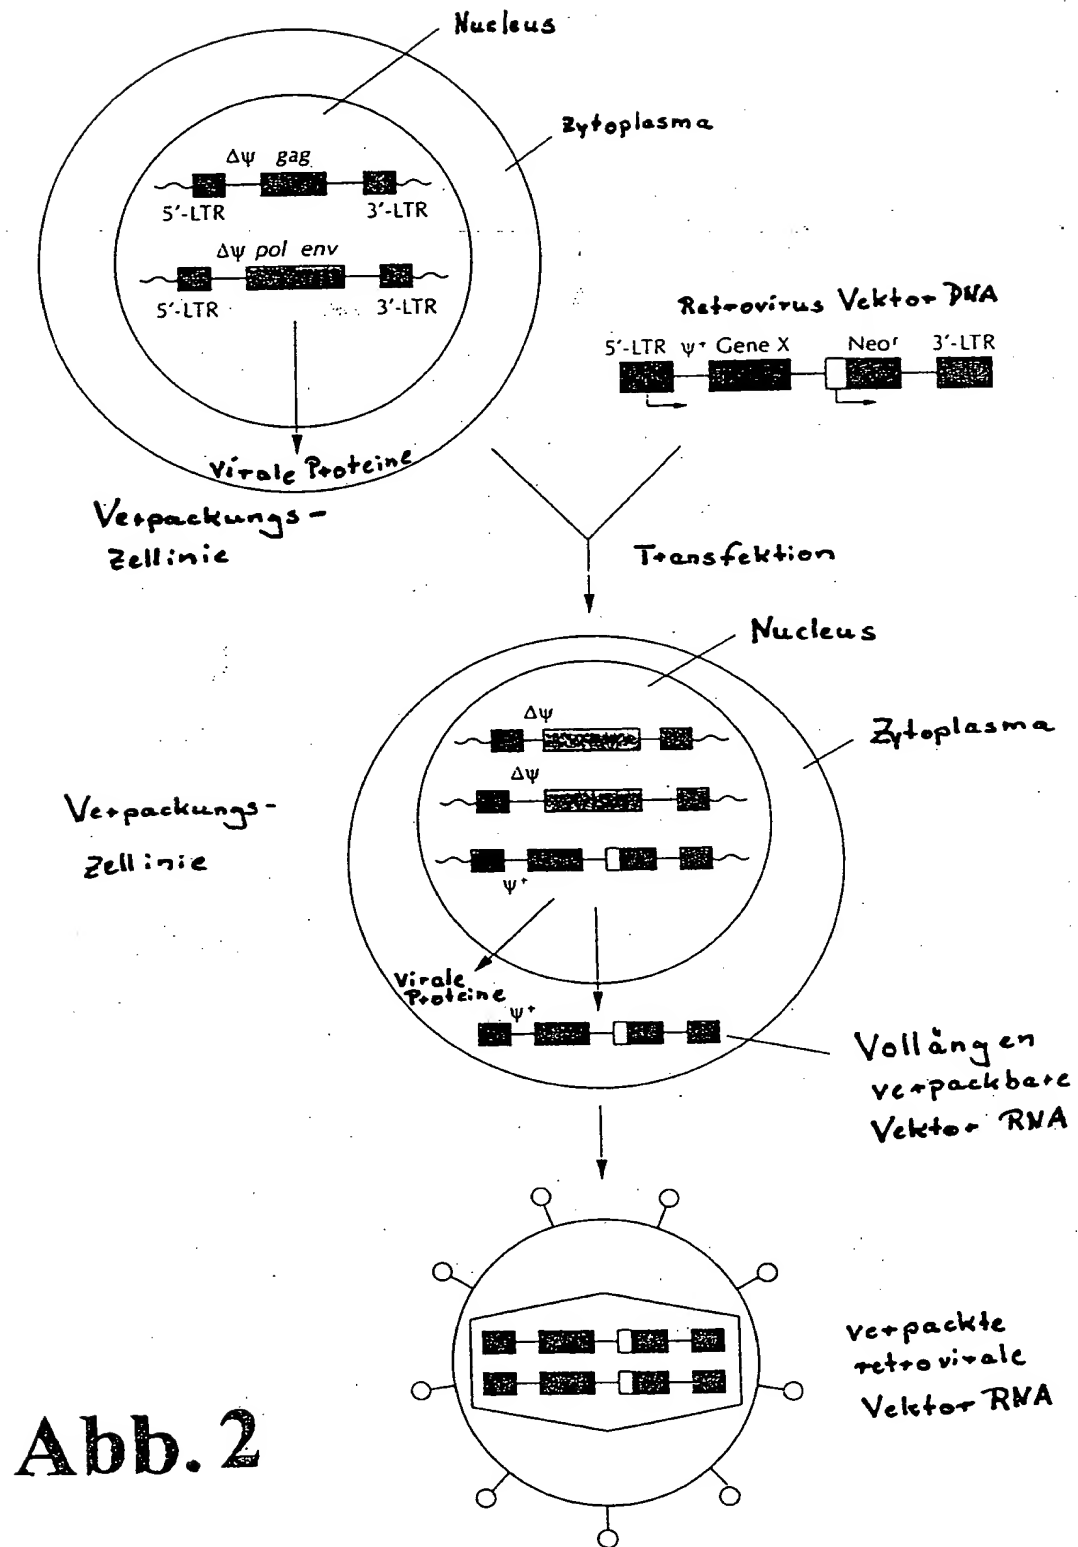 Nucleus
Zytoplasma
Δψ gag
5'-LTR 3'-LTR
Δψ pol env
5'-LTR 3'-LTR
Virale Proteine
Verpackungs-
Zellinie
Retrovirus Vektor DNA
5'-LTR ψ+ Gene X Neoʳ 3'-LTR
Transfektion
Nucleus
Zytoplasma
Δψ
Δψ
ψ+
Verpackungs-
Zellinie
Virale
Proteine
ψ+
Vollängen
verpackbare
Vektor RNA
verpackte
retrovirale
Vektor RNA
Abb. 2